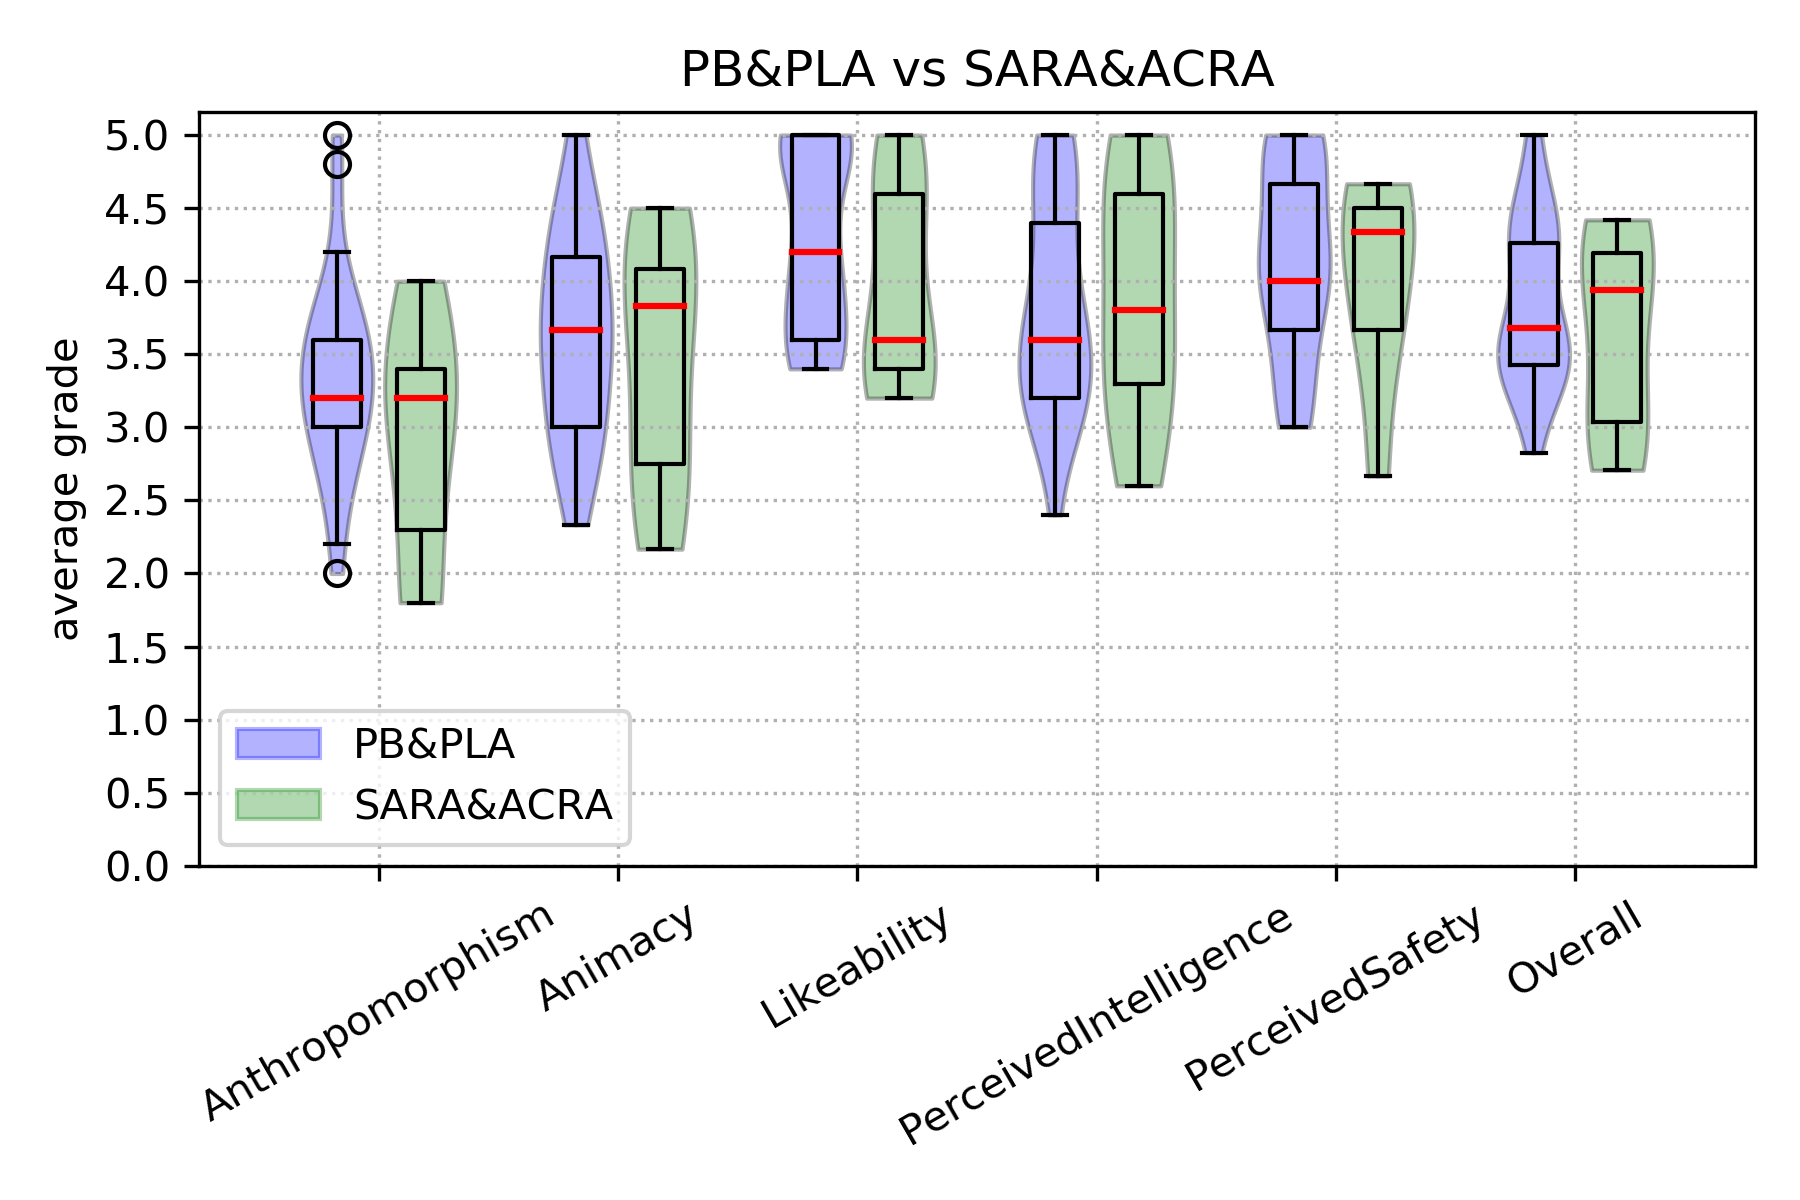 PB&PLA vs SARA&ACRA
average grade
5.0
4.5
4.0
3.5
3.0
2.5
2.0
1.5
1.0
0.5
0.0
PB&PLA
SARA&ACRA
Anthropomorphism
Animacy
Likeability
PerceivedIntelligence
PerceivedSafety
Overall